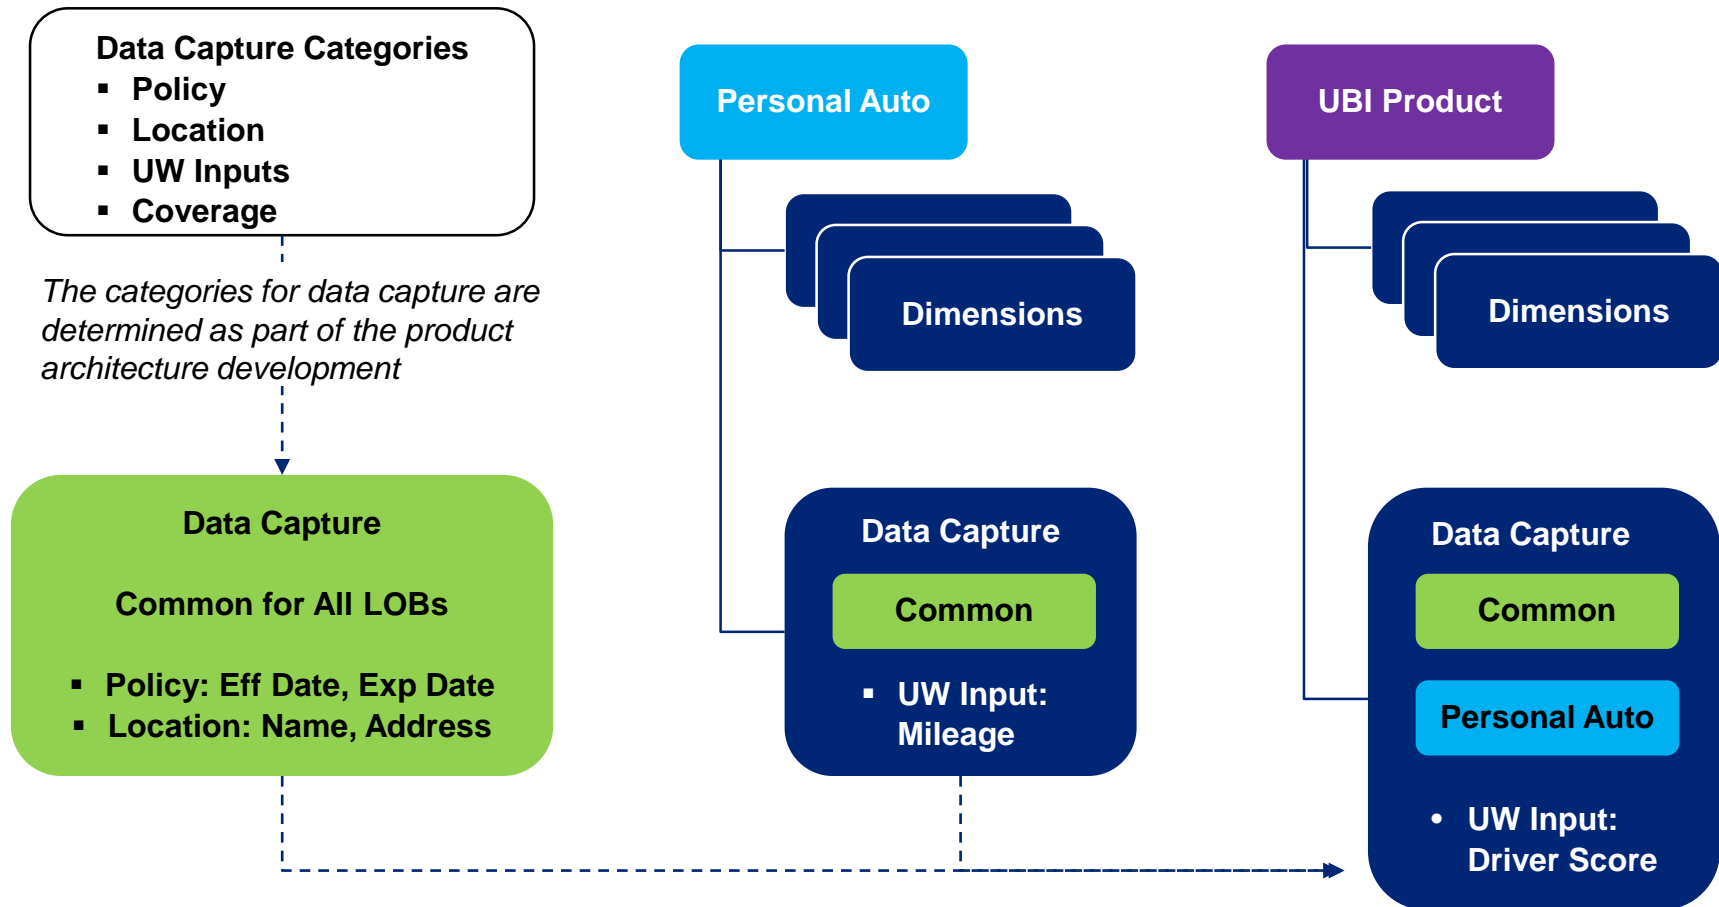 Data Capture Categories
▪ Policy
▪ Location
▪ UW Inputs
▪ Coverage
The categories for data capture are
determined as part of the product
architecture development
Data Capture
Common for All LOBs
▪ Policy: Eff Date, Exp Date
▪ Location: Name, Address
Personal Auto
Dimensions
Data Capture
Common
▪ UW Input:
Mileage
UBI Product
Dimensions
Data Capture
Common
Personal Auto
• UW Input:
Driver Score